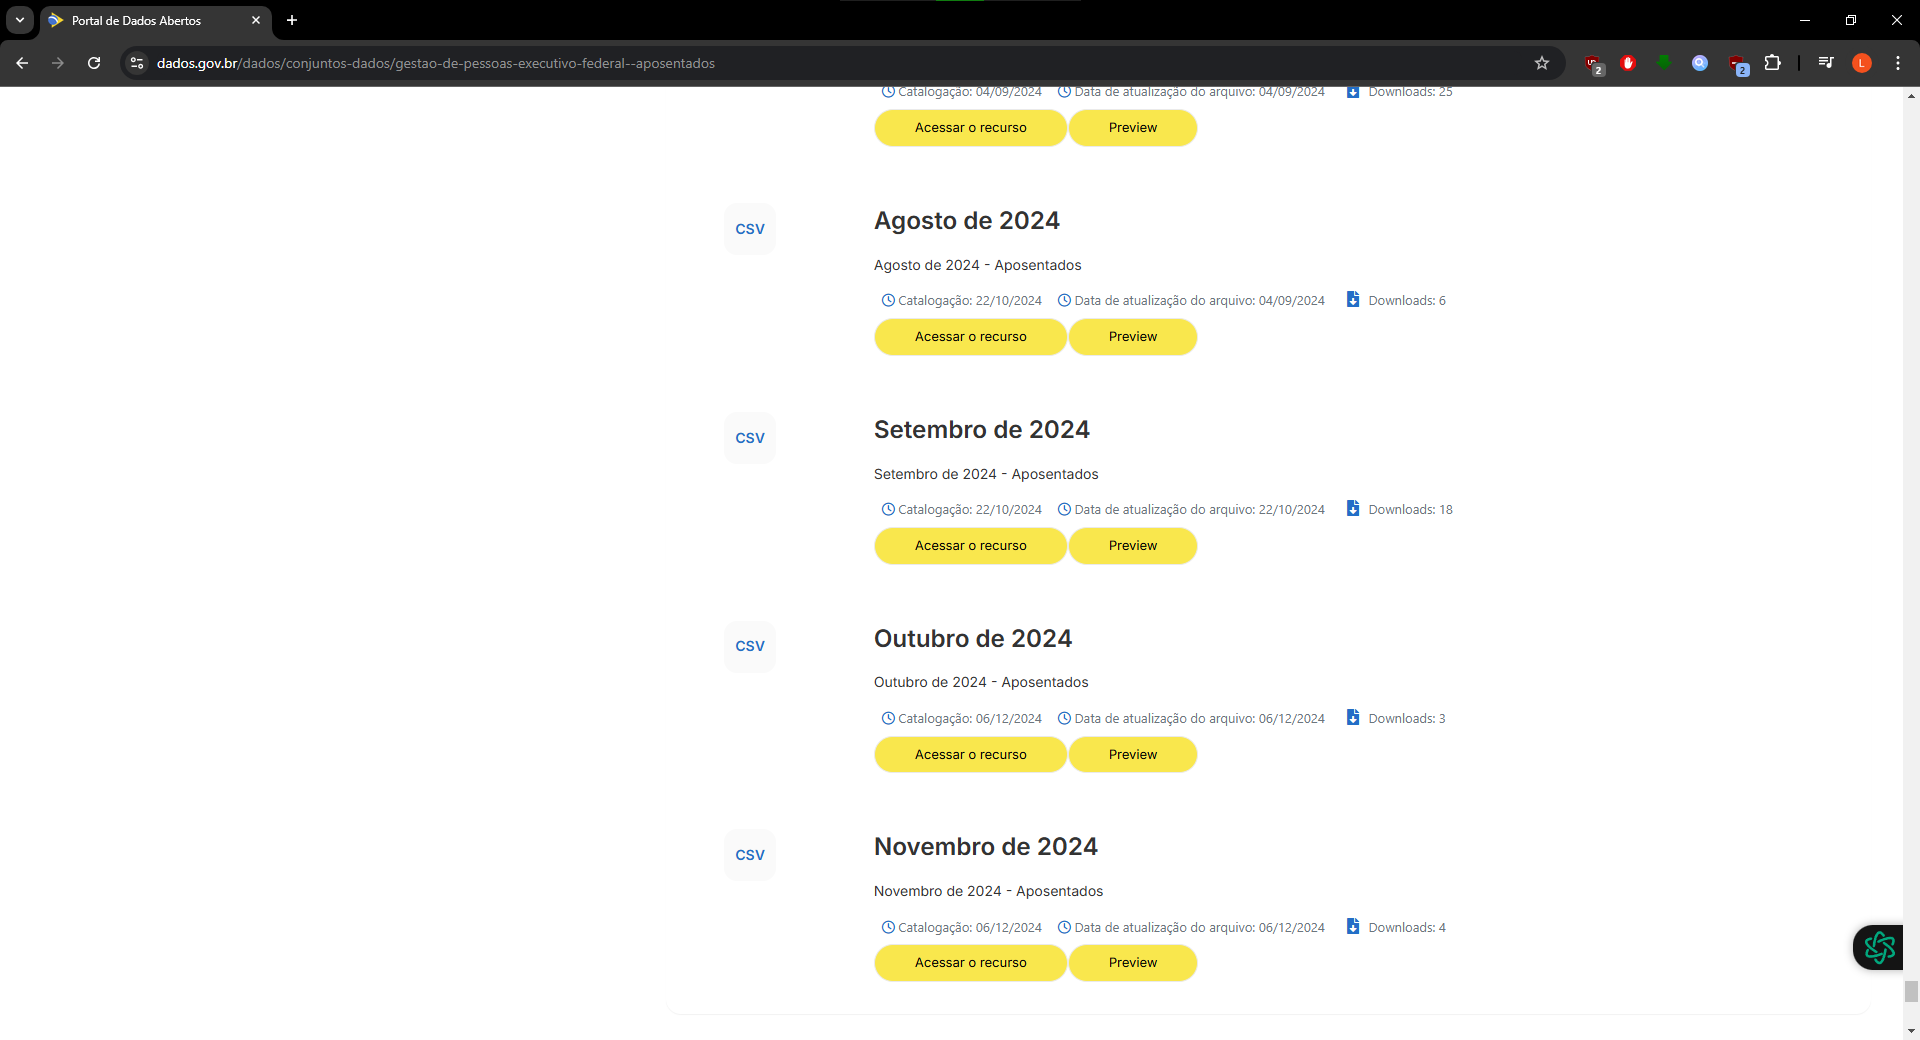 Portal de Dados Abertos
dados.gov.br/dados/conjuntos-dados/gestao-de-pessoas-executivo-federal--aposentados
2
2
L
Catalogação: 04/09/2024 Data de atualização do arquivo: 04/09/2024 Downloads: 25
Acessar o recurso Preview
CSV
Agosto de 2024
Agosto de 2024 - Aposentados
Catalogação: 22/10/2024 Data de atualização do arquivo: 04/09/2024 Downloads: 6
Acessar o recurso Preview
CSV
Setembro de 2024
Setembro de 2024 - Aposentados
Catalogação: 22/10/2024 Data de atualização do arquivo: 22/10/2024 Downloads: 18
Acessar o recurso Preview
CSV
Outubro de 2024
Outubro de 2024 - Aposentados
Catalogação: 06/12/2024 Data de atualização do arquivo: 06/12/2024 Downloads: 3
Acessar o recurso Preview
CSV
Novembro de 2024
Novembro de 2024 - Aposentados
Catalogação: 06/12/2024 Data de atualização do arquivo: 06/12/2024 Downloads: 4
Acessar o recurso Preview